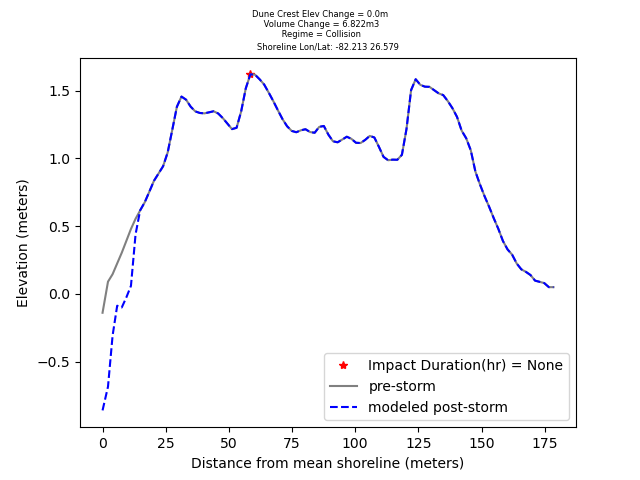 Dune Crest Elev Change = 0.0m
Volume Change = 6.822m3
Regime = Collision
Shoreline Lon/Lat: -82.213 26.579
1.5
1.0
0.5
0.0
−0.5
Elevation (meters)
Impact Duration(hr) = None
pre-storm
modeled post-storm
0 25 50 75 100 125 150 175
Distance from mean shoreline (meters)